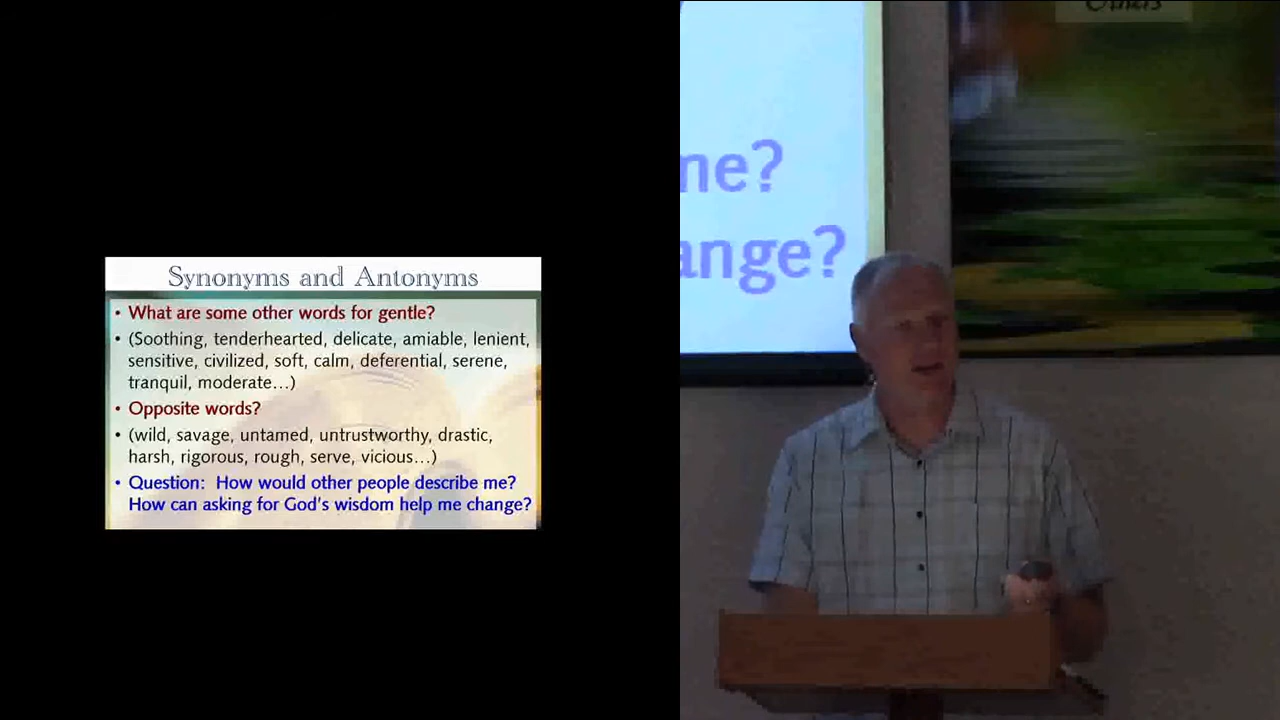 Synonyms and Antonyms
• What are some other words for gentle?
• (Soothing, tenderhearted, delicate, amiable, lenient,
sensitive, civilized, soft, calm, deferential, serene,
tranquil, moderate...)
• Opposite words?
• (wild, savage, untamed, untrustworthy, drastic,
harsh, rigorous, rough, serve, vicious...)
• Question: How would other people describe me?
How can asking for God's wisdom help me change?
Others
me?
ange?